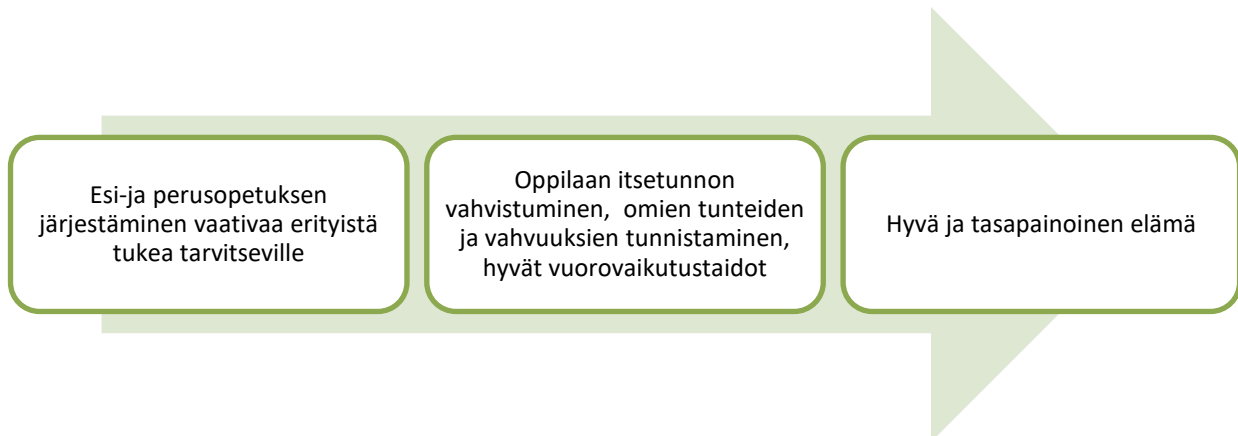 Esi-ja perusopetuksen
järjestäminen vaativaa erityistä
tukea tarvitseville
Oppilaan itsetunnon
vahvistuminen, omien tunteiden
ja vahvuuksien tunnistaminen,
hyvät vuorovaikutustaidot
Hyvä ja tasapainoinen elämä